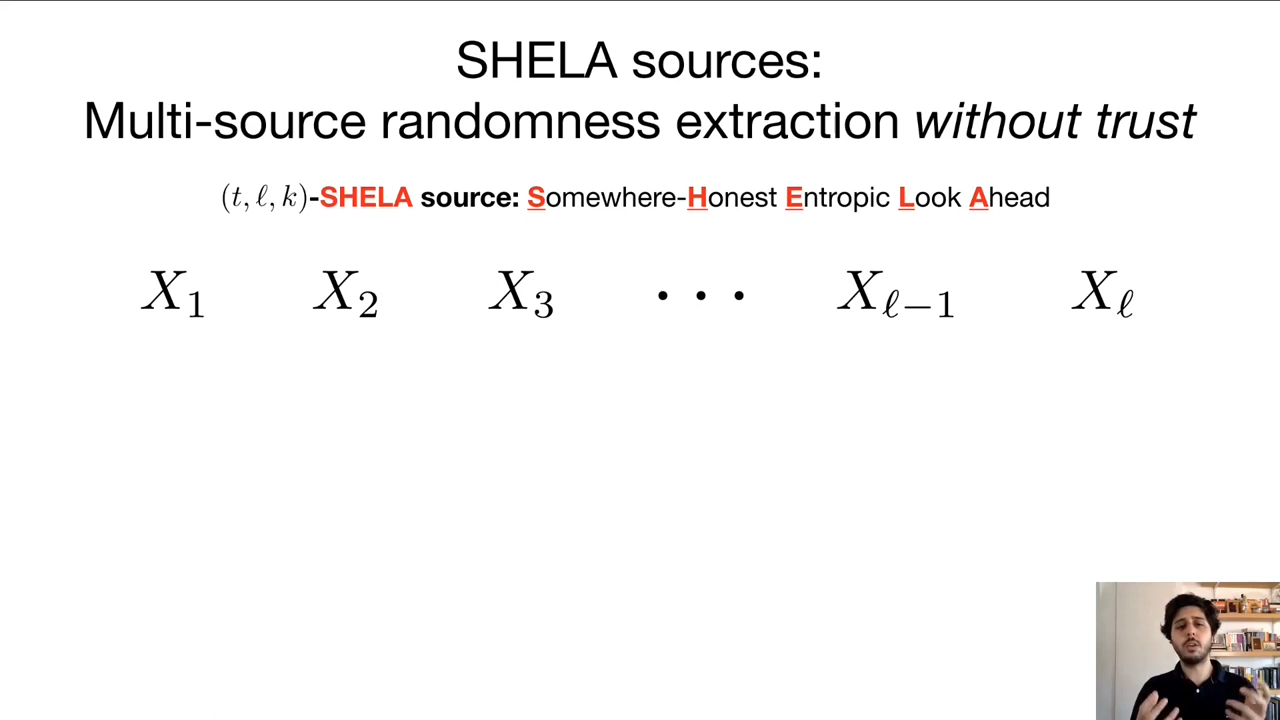 SHELA sources:
Multi-source randomness extraction without trust
(t, ℓ, k)-SHELA source: Somewhere-Honest Entropic Look Ahead
X₁ X₂ X₃ ··· Xℓ₋₁ Xℓ